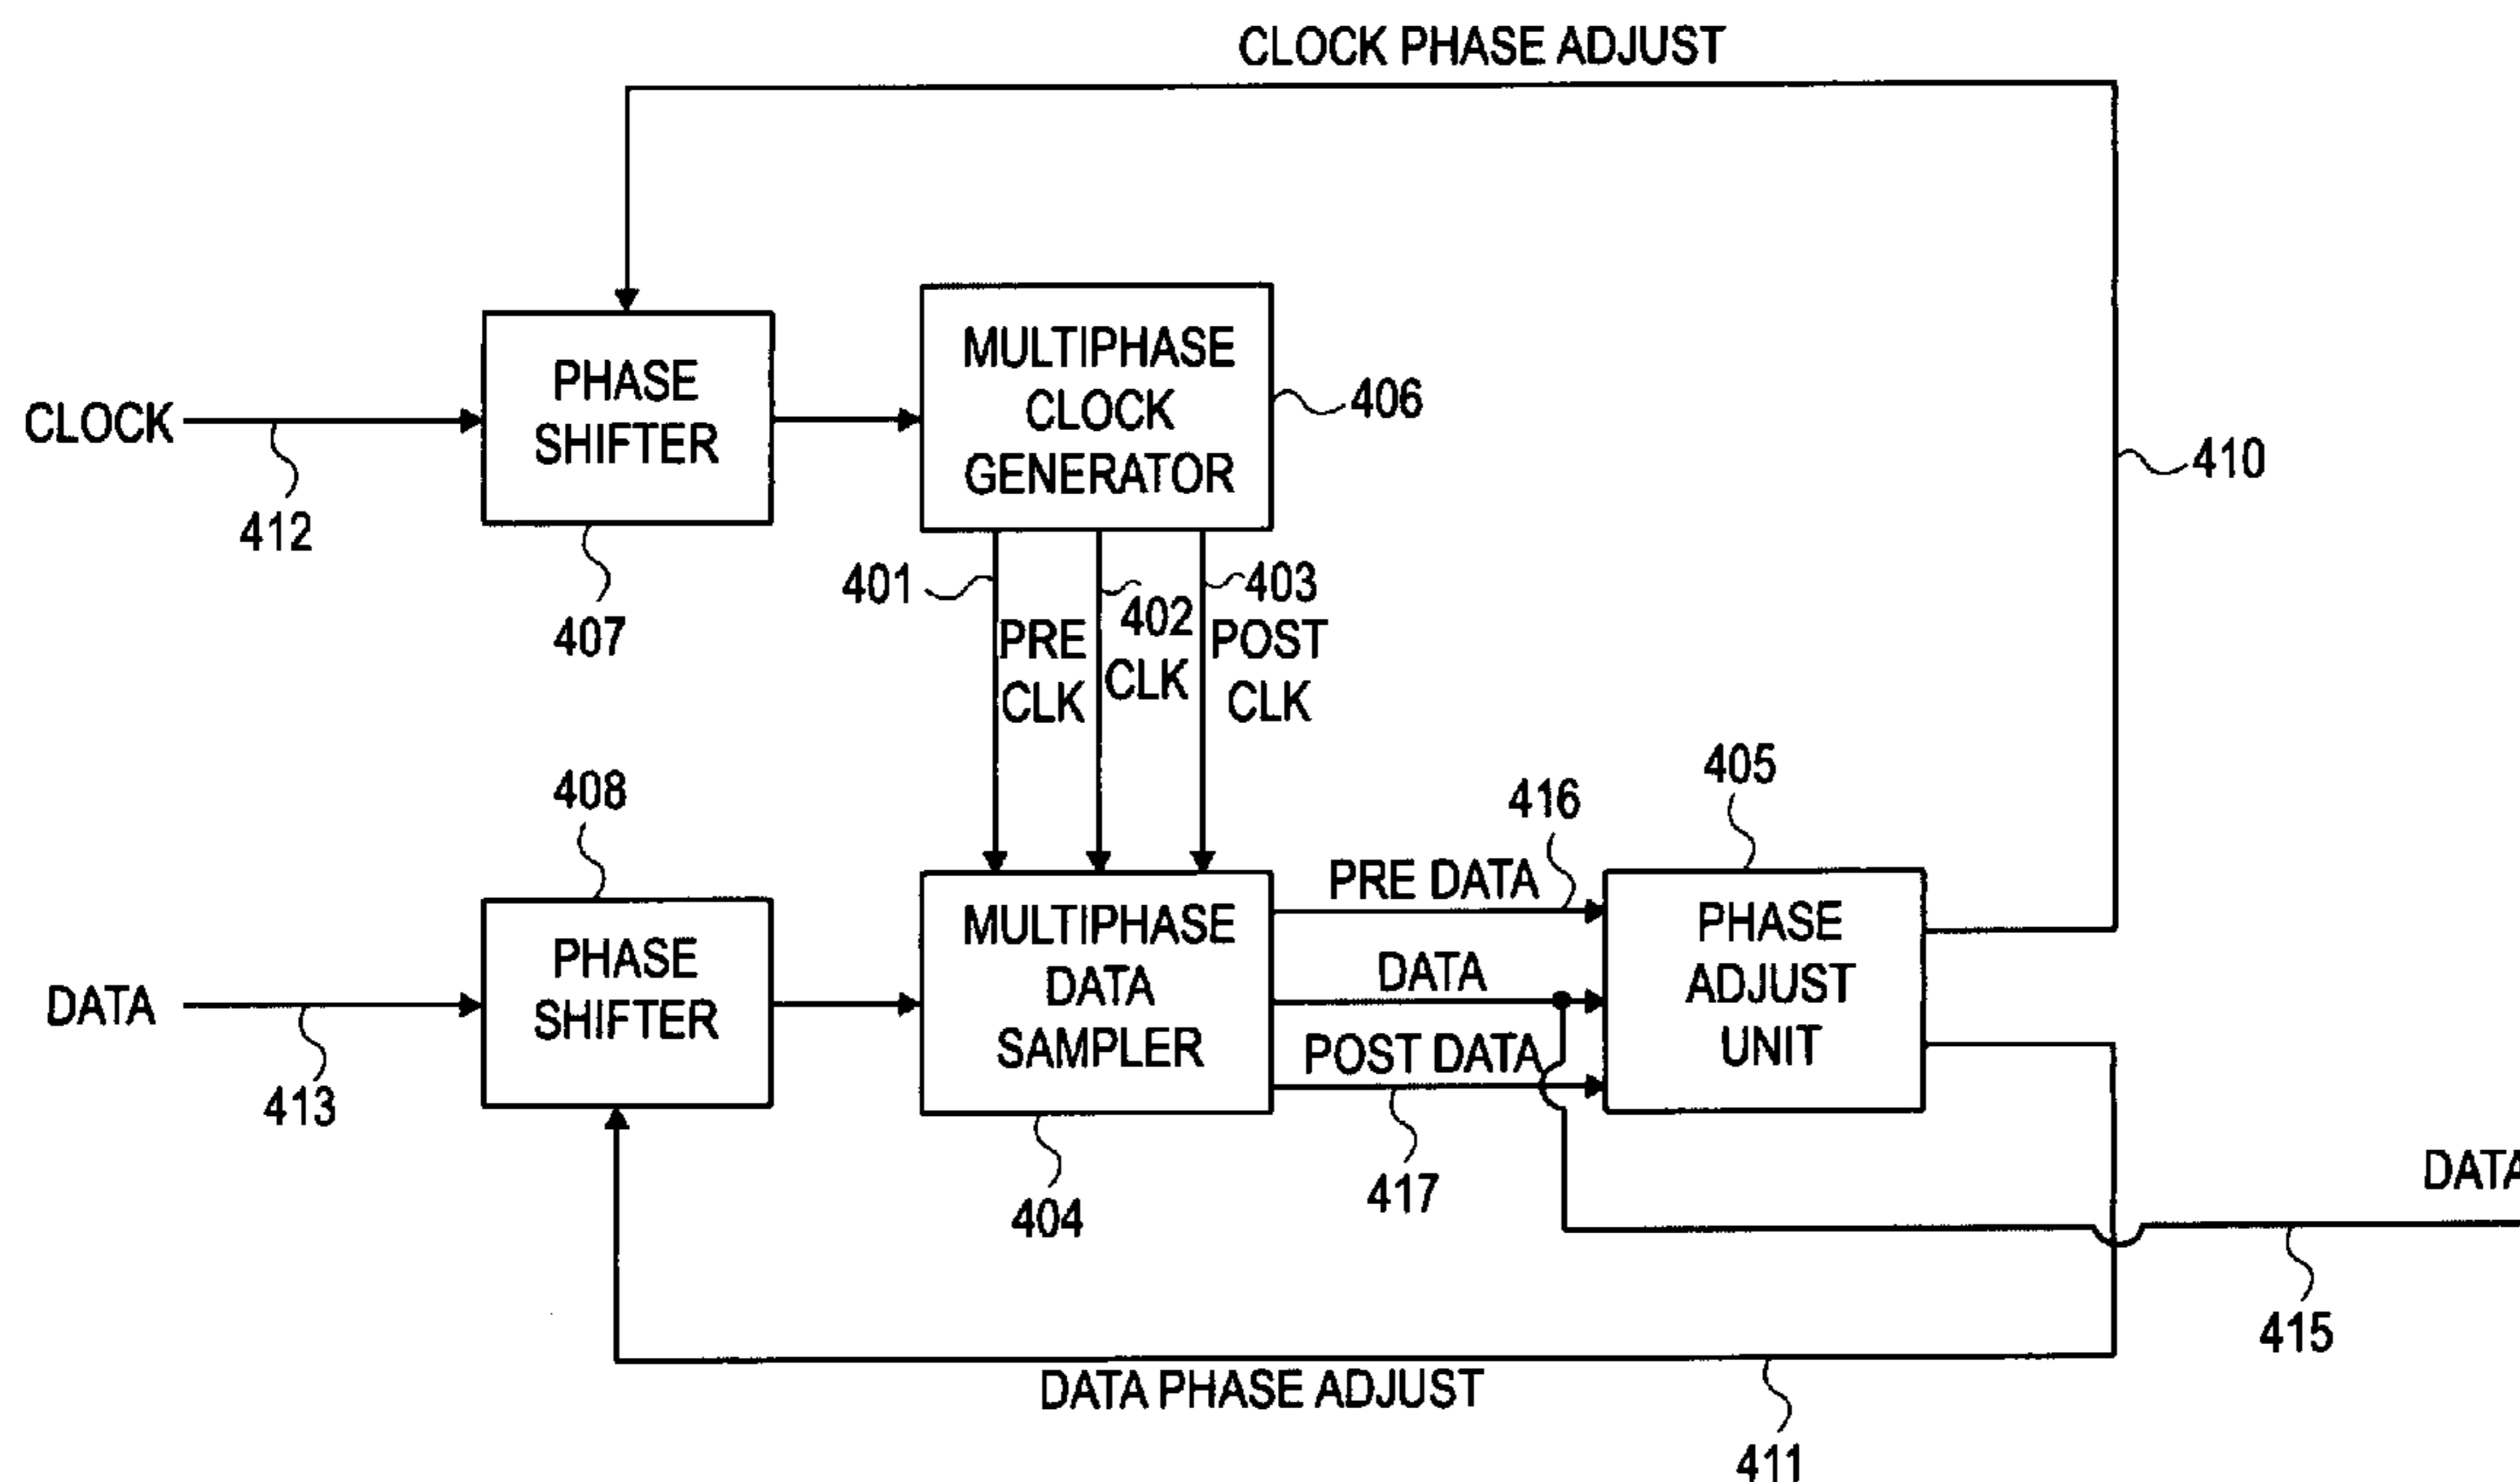 CLOCK PHASE ADJUST
PHASE
SHIFTER
MULTIPHASE
CLOCK
GENERATOR
406
CLOCK
410
412
407
401
402
403
PRE
CLK
CLK
POST
CLK
408
416
405
PRE DATA
PHASE
SHIFTER
MULTIPHASE
DATA
SAMPLER
DATA
PHASE
ADJUST
UNIT
DATA
POST DATA
413
404
417
DATA
415
DATA PHASE ADJUST
411